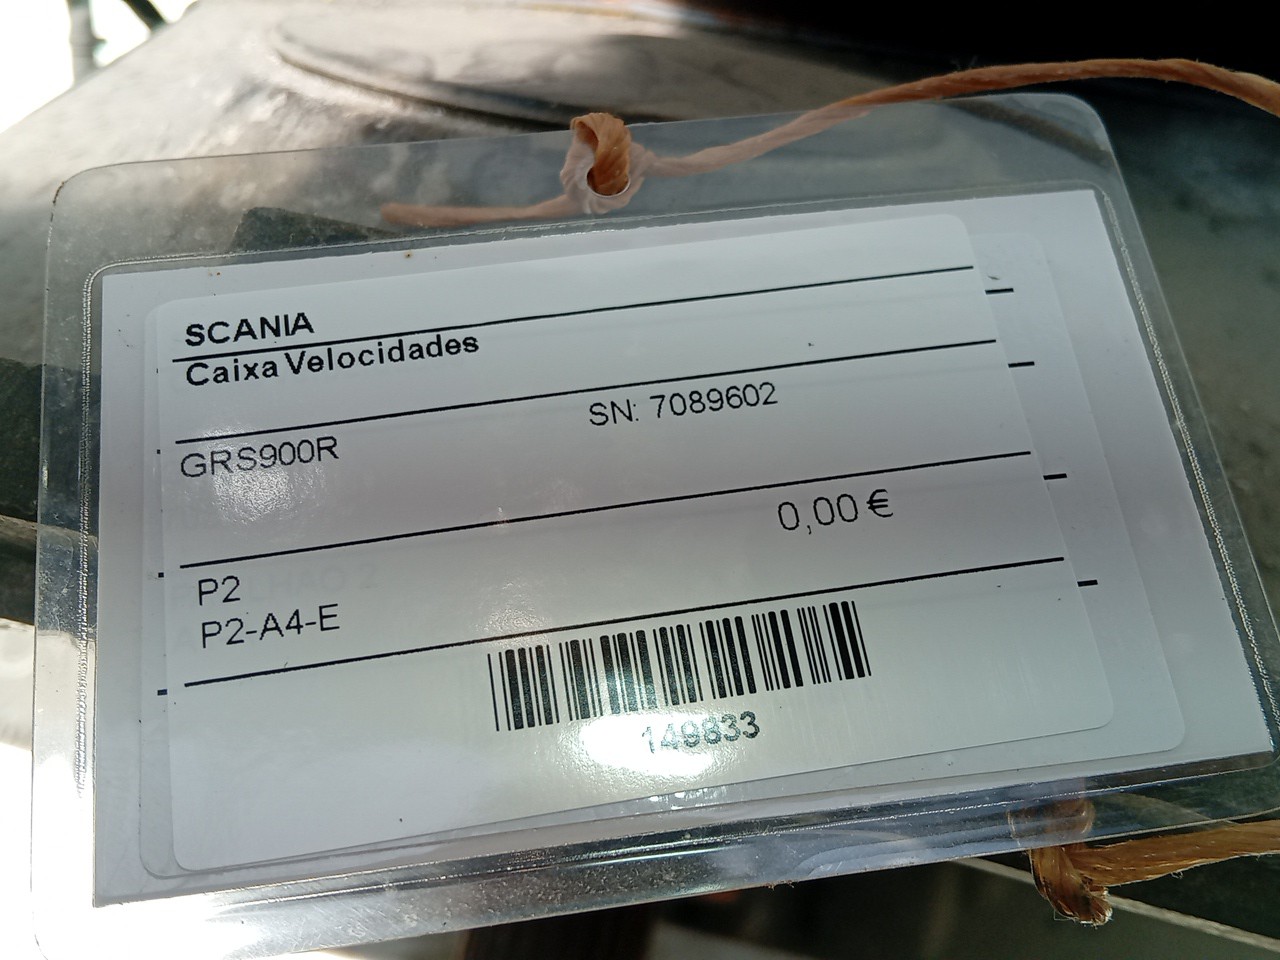 SCANIA
Caixa Velocidades
SN: 7089602
GRS900R
0,00 €
P2
P2-A4-E
149833